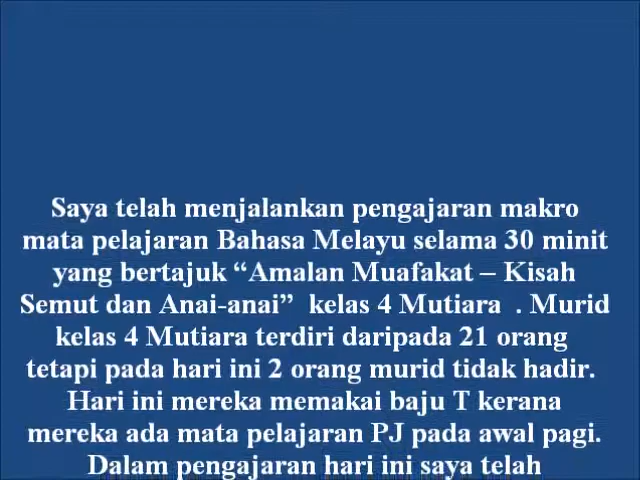 Saya telah menjalankan pengajaran makro
mata pelajaran Bahasa Melayu selama 30 minit
yang bertajuk “Amalan Muafakat – Kisah
Semut dan Anai-anai”  kelas 4 Mutiara  . Murid
kelas 4 Mutiara terdiri daripada 21 orang
tetapi pada hari ini 2 orang murid tidak hadir.
Hari ini mereka memakai baju T kerana
mereka ada mata pelajaran PJ pada awal pagi.
Dalam pengajaran hari ini saya telah